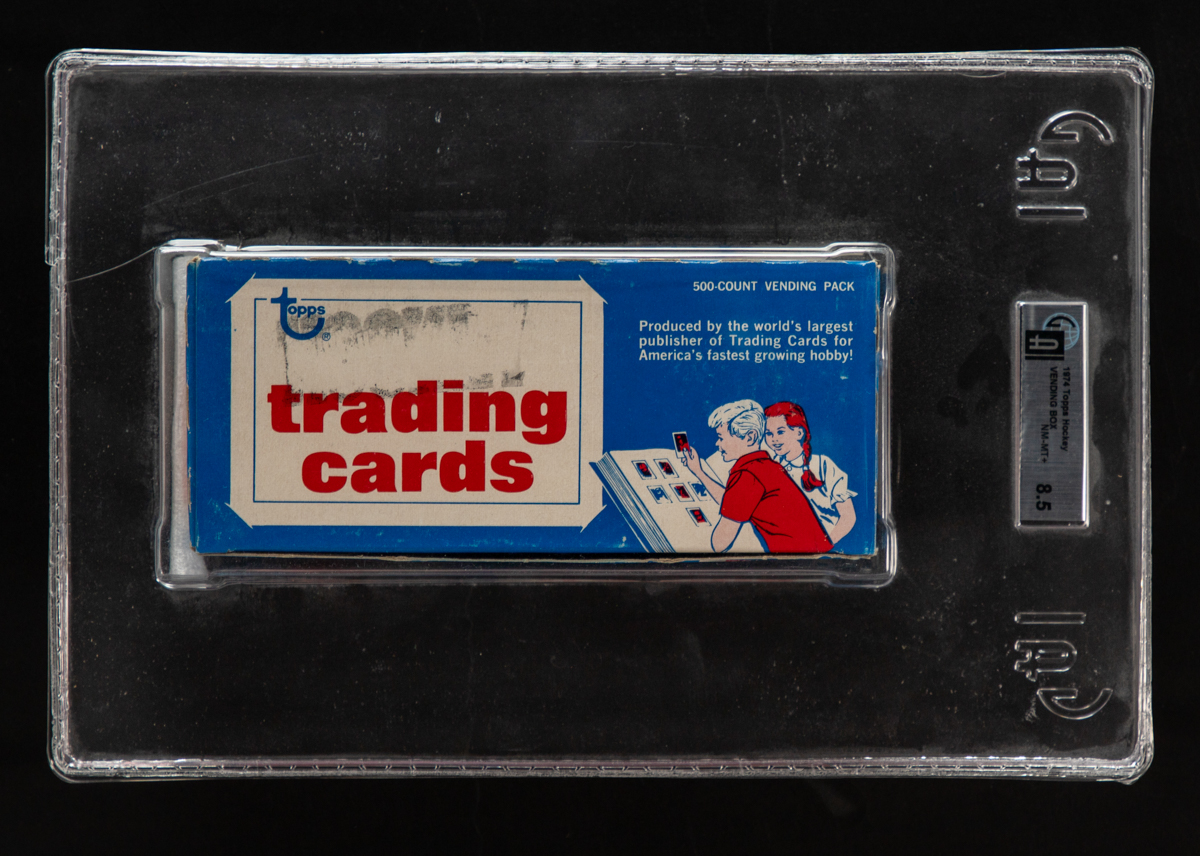 topps®
trading
cards
500-COUNT VENDING PACK
Produced by the world's largest
publisher of Trading Cards for
America's fastest growing hobby!
GAI
GAI
1974 Topps Hockey
VENDING BOX
NM-MT+
8.5
GAI